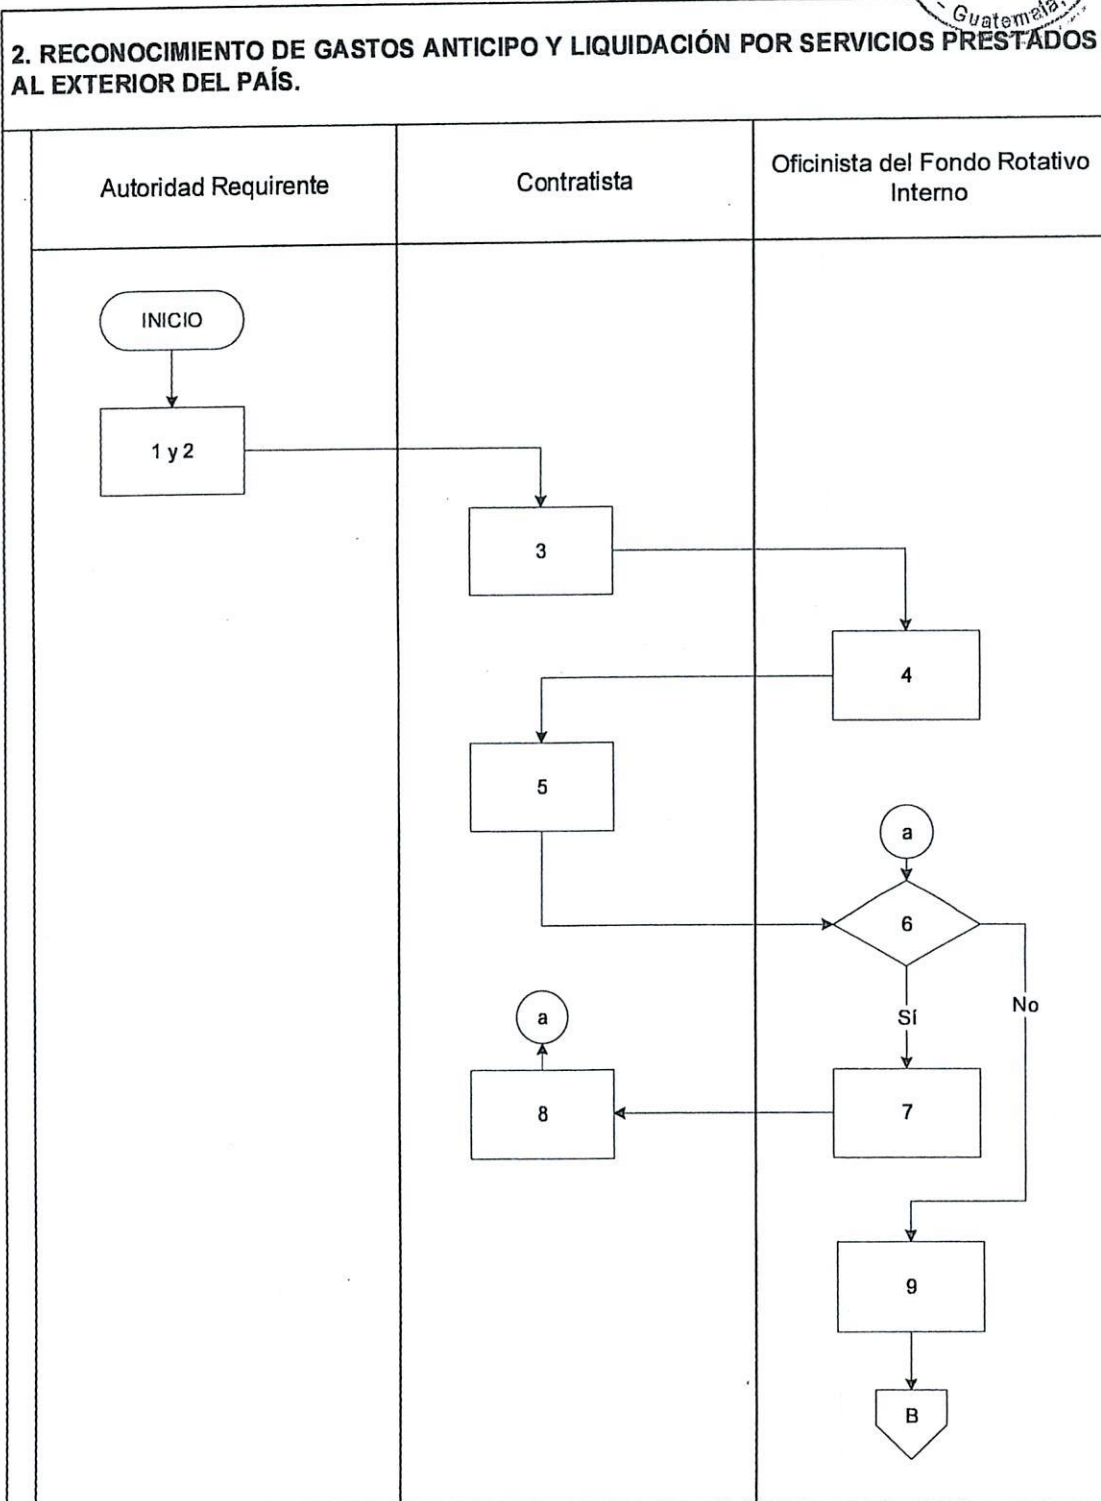 - Guatemala,
2. RECONOCIMIENTO DE GASTOS ANTICIPO Y LIQUIDACIÓN POR SERVICIOS PRESTADOS
AL EXTERIOR DEL PAÍS.
Autoridad Requirente
Contratista
Oficinista del Fondo Rotativo
Interno
INICIO
1 y 2
3
4
5
a
6
No
Sí
a
8
7
9
B